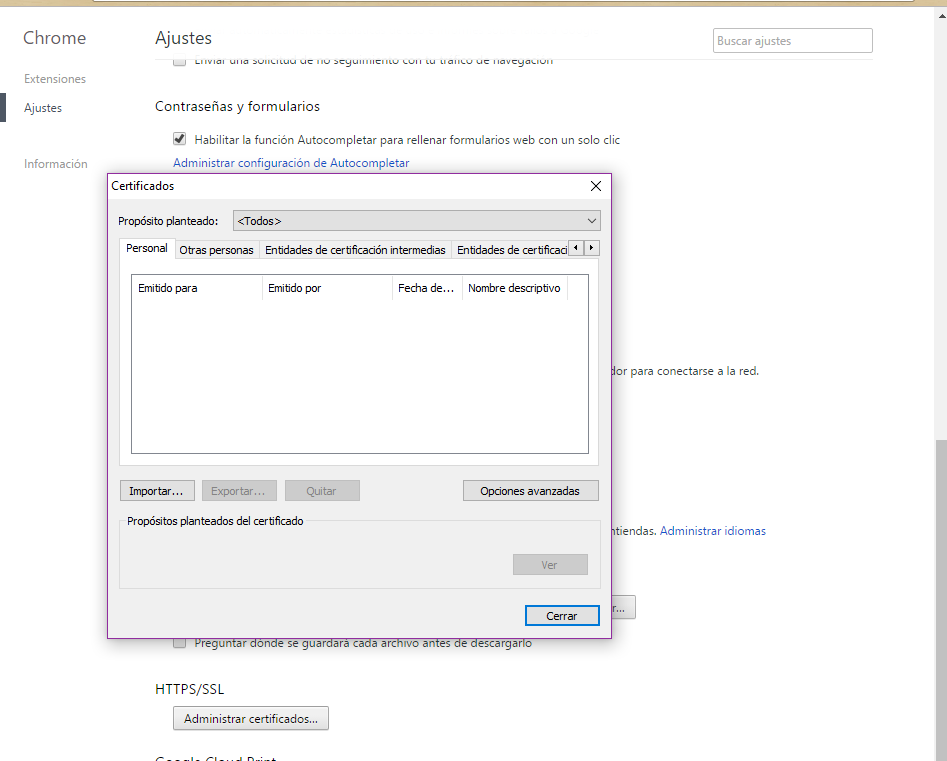 Chrome
Ajustes
Buscar ajustes
Extensiones
Ajustes
Información
Enviar una solicitud de no seguimiento con tu tráfico de navegación
Contraseñas y formularios
Habilitar la función Autocompletar para rellenar formularios web con un solo clic
Administrar configuración de Autocompletar
Certificados
Propósito planteado:
<Todos>
Personal
Otras personas
Entidades de certificación intermedias
Entidades de certificaci
Emitido para
Emitido por
Fecha de...
Nombre descriptivo
dor para conectarse a la red.
Importar...
Exportar...
Quitar
Opciones avanzadas
Propósitos planteados del certificado
ntiendas. Administrar idiomas
Ver
r...
Cerrar
Preguntar dónde se guardará cada archivo antes de descargarlo
HTTPS/SSL
Administrar certificados...
Google Cloud Print